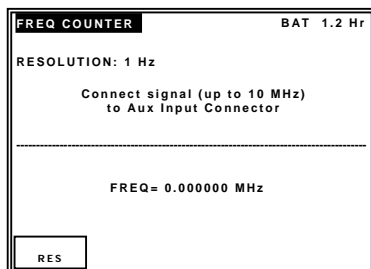 FREQ COUNTER BAT 1.2 Hr
RESOLUTION: 1 Hz
Connect signal (up to 10 MHz)
to Aux Input Connector
FREQ= 0.000000 MHz
RES